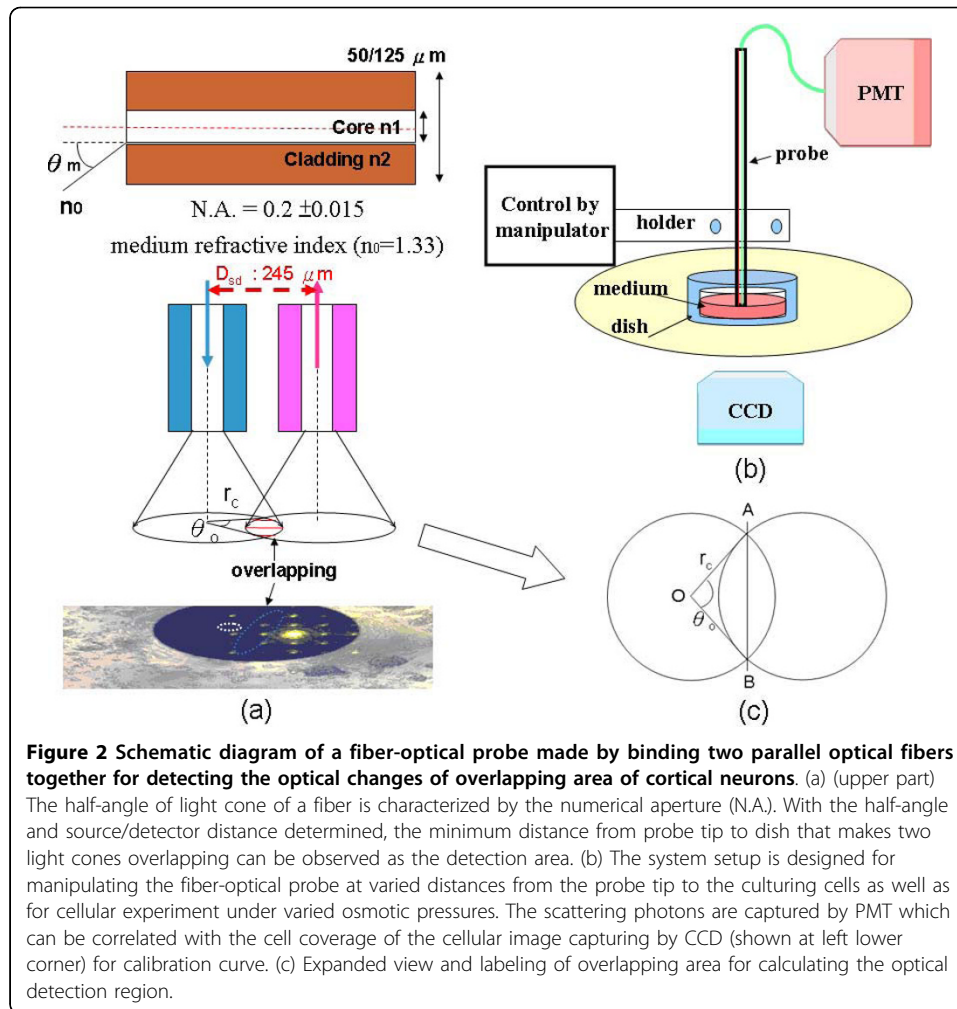 50/125 μm
Core n1
Cladding n2
θm
n0
N.A. = 0.2 ±0.015
medium refractive index (n0=1.33)
Dsd : 245 μm
rc
θo
overlapping
(a)
PMT
probe
Control by
manipulator
holder
medium
dish
CCD
(b)
A
rc
O
θo
B
(c)
Figure 2 Schematic diagram of a fiber-optical probe made by binding two parallel optical fibers
together for detecting the optical changes of overlapping area of cortical neurons. (a) (upper part)
The half-angle of light cone of a fiber is characterized by the numerical aperture (N.A.). With the half-angle
and source/detector distance determined, the minimum distance from probe tip to dish that makes two
light cones overlapping can be observed as the detection area. (b) The system setup is designed for
manipulating the fiber-optical probe at varied distances from the probe tip to the culturing cells as well as
for cellular experiment under varied osmotic pressures. The scattering photons are captured by PMT which
can be correlated with the cell coverage of the cellular image capturing by CCD (shown at left lower
corner) for calibration curve. (c) Expanded view and labeling of overlapping area for calculating the optical
detection region.